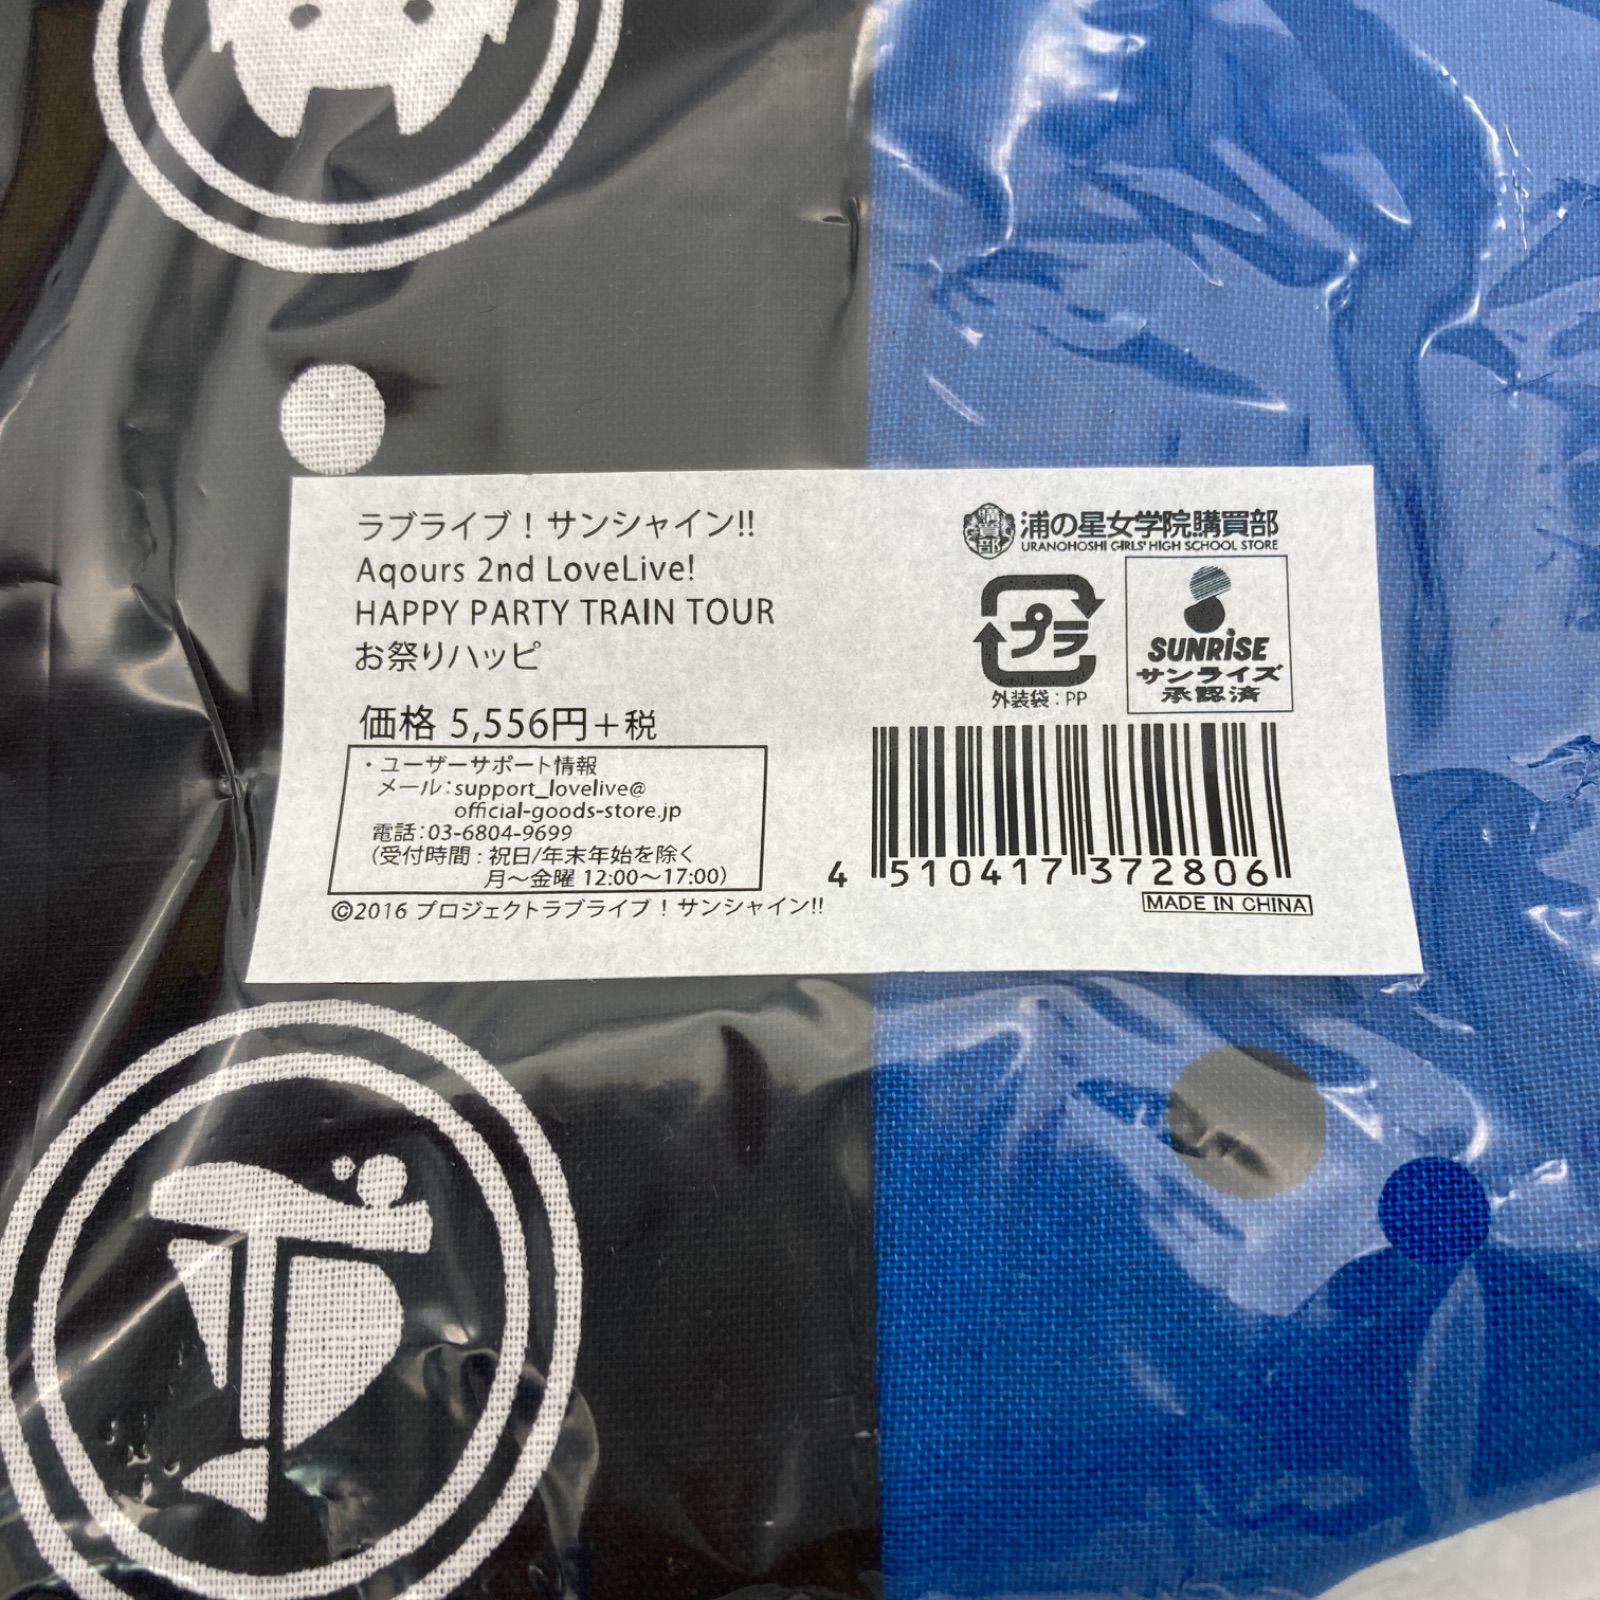 ラブライブ！サンシャイン!!
Aqours 2nd LoveLive!
HAPPY PARTY TRAIN TOUR
お祭りハッピ
価格 5,556円＋税
・ユーザーサポート情報
メール：support_lovelive@
official-goods-store.jp
電話：03-6804-9699
（受付時間：祝日/年末年始を除く
月～金曜 12:00～17:00）
©2016 プロジェクトラブライブ！サンシャイン!!
購買部
浦の星女学院購買部
URANOHOSHI GIRLS' HIGH SCHOOL STORE
プラ
外装袋：PP
SUNRISE
サンライズ
承認済
4 510417 372806
MADE IN CHINA